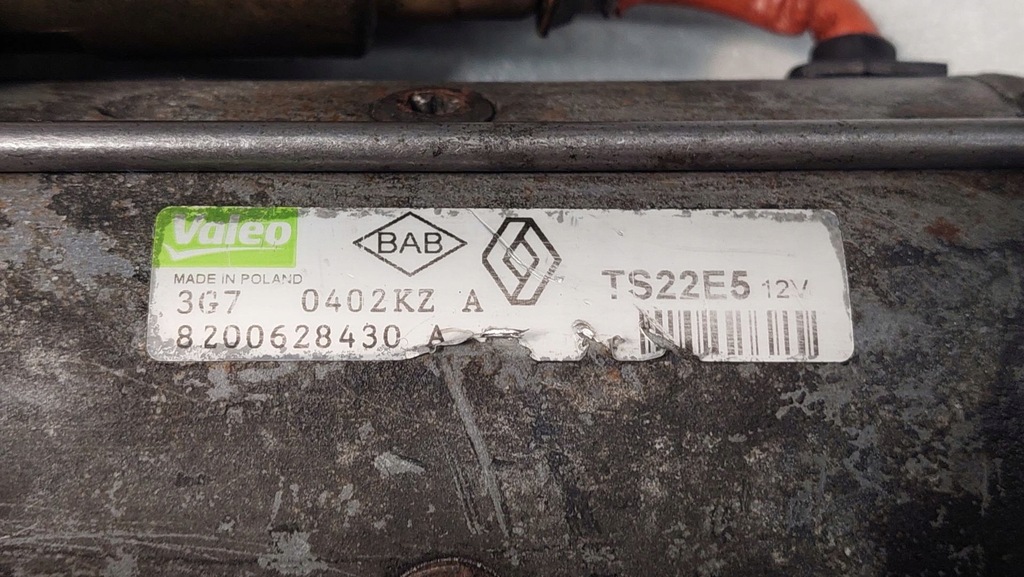 Valeo
BAB
MADE IN POLAND
TS22E5 12V
3G7 0402KZ A
8200628430 A